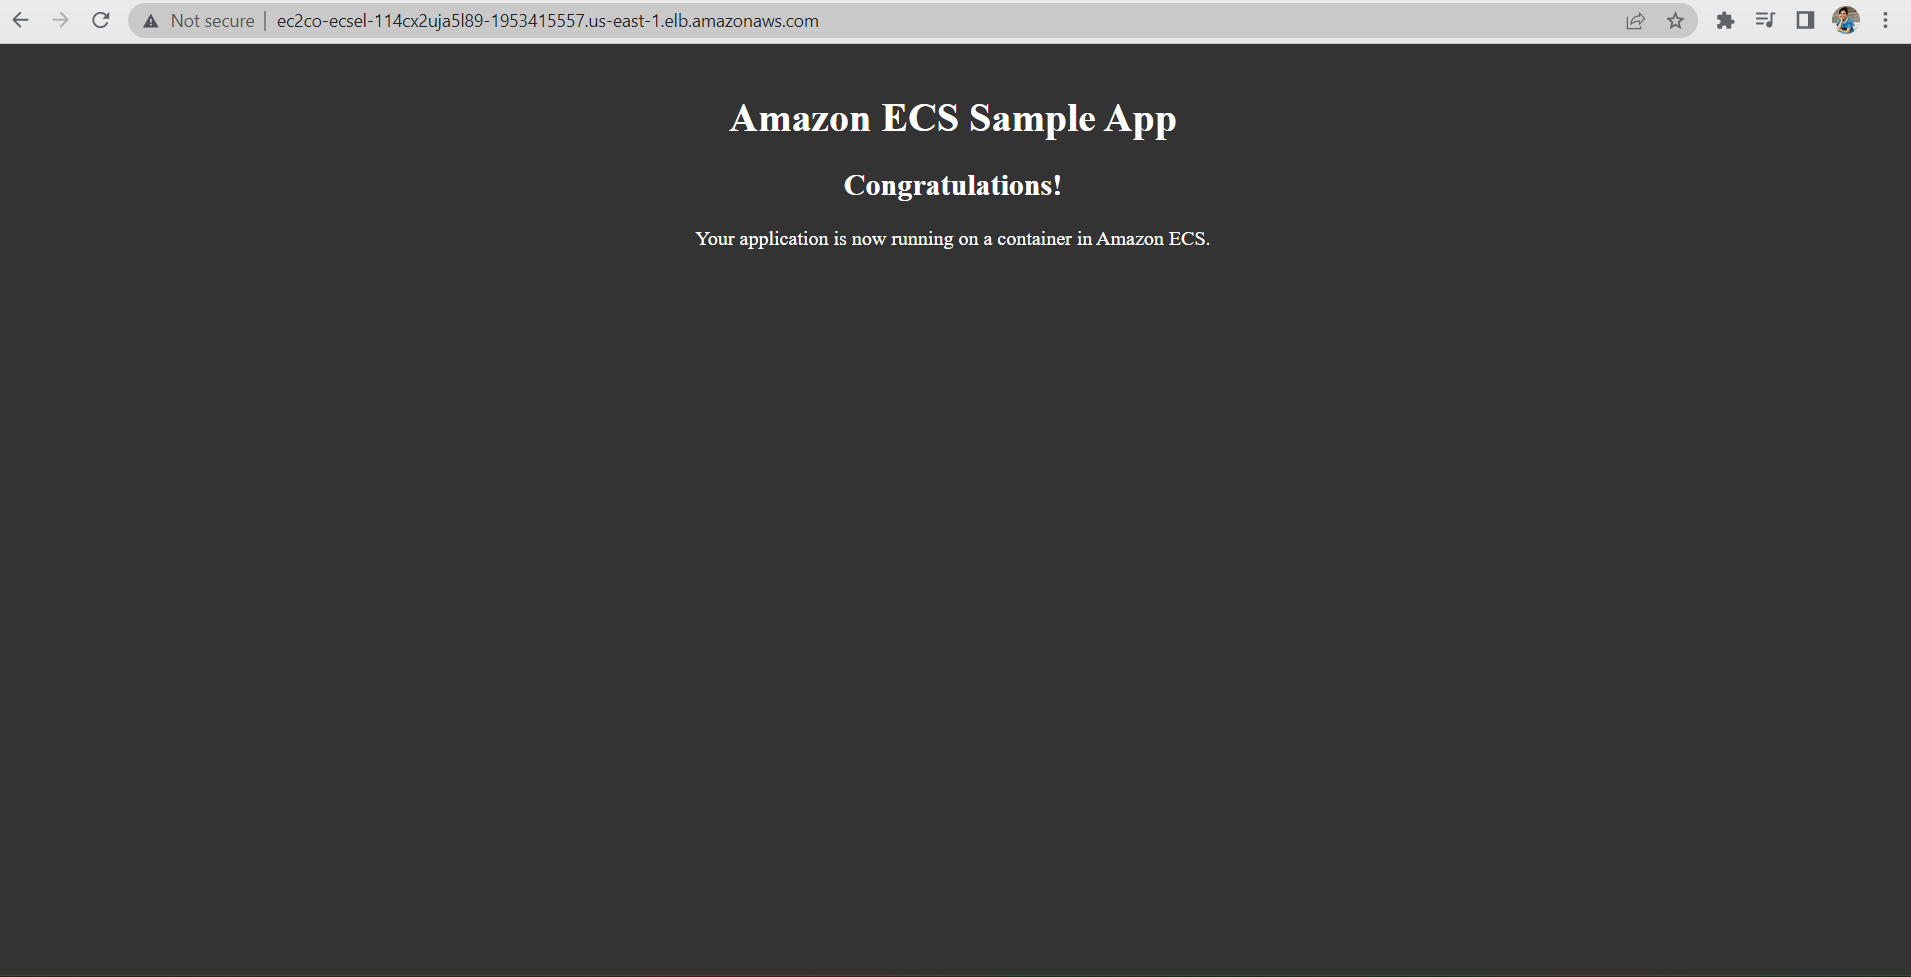 Not secure | ec2co-ecsel-114cx2uja5l89-1953415557.us-east-1.elb.amazonaws.com
Amazon ECS Sample App
Congratulations!
Your application is now running on a container in Amazon ECS.